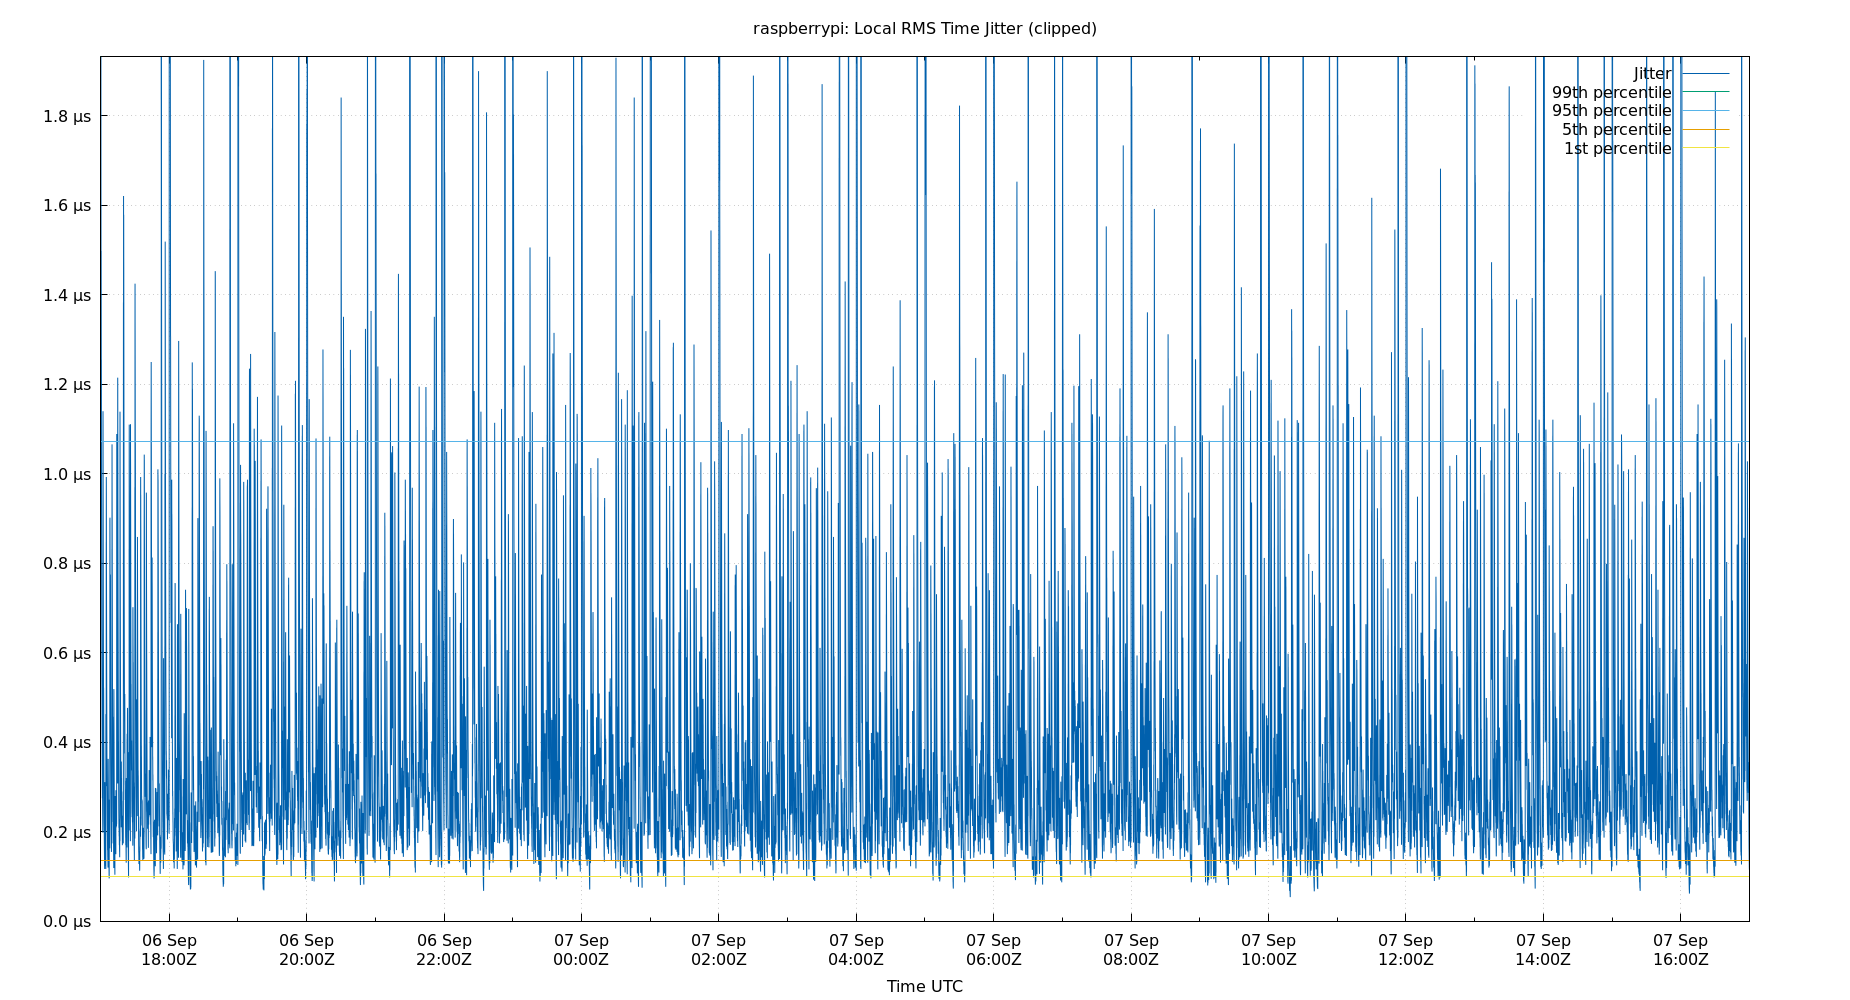 raspberrypi: Local RMS Time Jitter (clipped)
Jitter
99th percentile
95th percentile
5th percentile
1st percentile
1.8 µs
1.6 µs
1.4 µs
1.2 µs
1.0 µs
0.8 µs
0.6 µs
0.4 µs
0.2 µs
0.0 µs
06 Sep 06 Sep 06 Sep 07 Sep 07 Sep 07 Sep 07 Sep 07 Sep 07 Sep 07 Sep 07 Sep 07 Sep
18:00Z 20:00Z 22:00Z 00:00Z 02:00Z 04:00Z 06:00Z 08:00Z 10:00Z 12:00Z 14:00Z 16:00Z
Time UTC